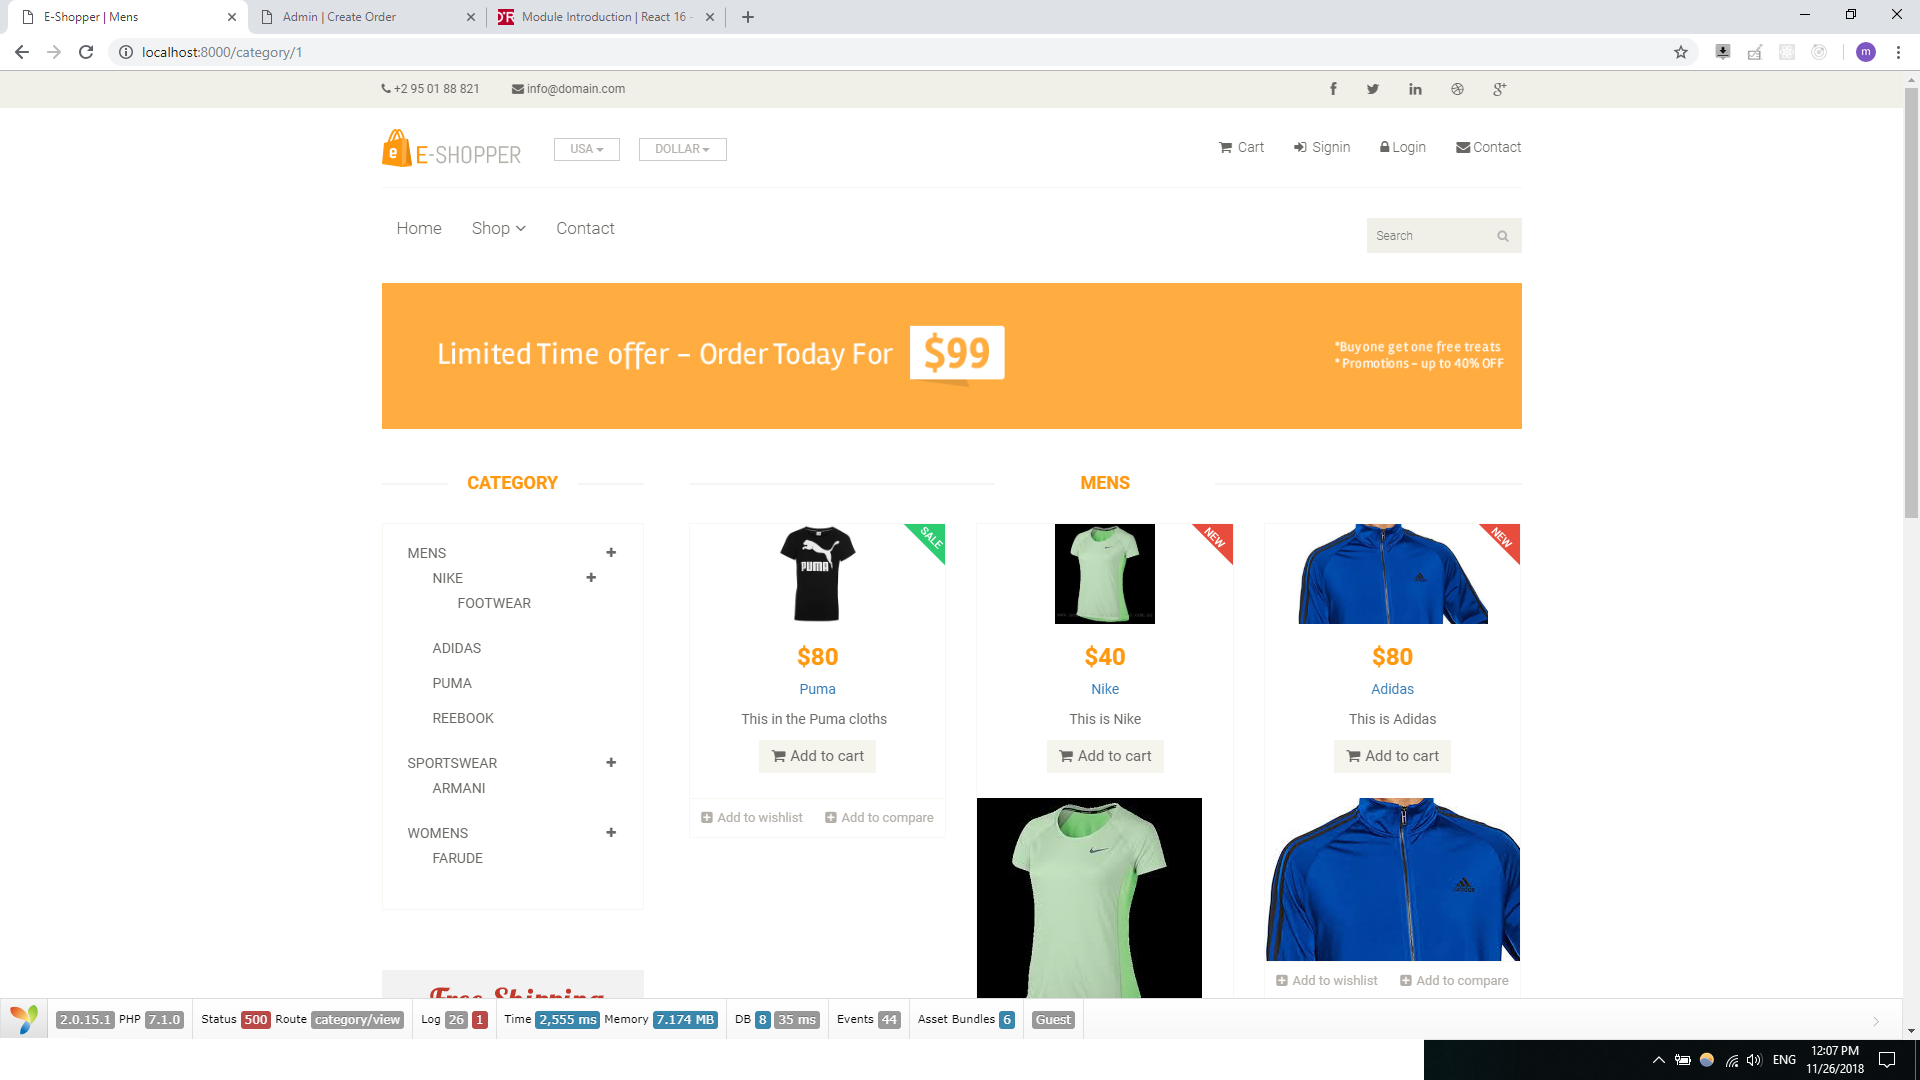 E-Shopper | Mens
Admin | Create Order
Module Introduction | React 16 -
localhost:8000/category/1
m
+2 95 01 88 821
info@domain.com
E-SHOPPER
USA
DOLLAR
Cart
Signin
Login
Contact
Home
Shop
Contact
Search
Limited Time offer – Order Today For $99
*Buy one get one free treats
* Promotions – up to 40% OFF
CATEGORY
MENS
NIKE
FOOTWEAR
ADIDAS
PUMA
REEBOOK
SPORTSWEAR
ARMANI
WOMENS
FARUDE
Free Shipping
MENS
SALE
PUMA
$80
Puma
This in the Puma cloths
Add to cart
Add to wishlist
Add to compare
NEW
$40
Nike
This is Nike
Add to cart
NEW
$80
Adidas
This is Adidas
Add to cart
Add to wishlist
Add to compare
2.0.15.1 PHP 7.1.0
Status 500 Route category/view
Log 26 1
Time 2,555 ms Memory 7.174 MB
DB 8 35 ms
Events 44
Asset Bundles 6
Guest
ENG
12:07 PM
11/26/2018